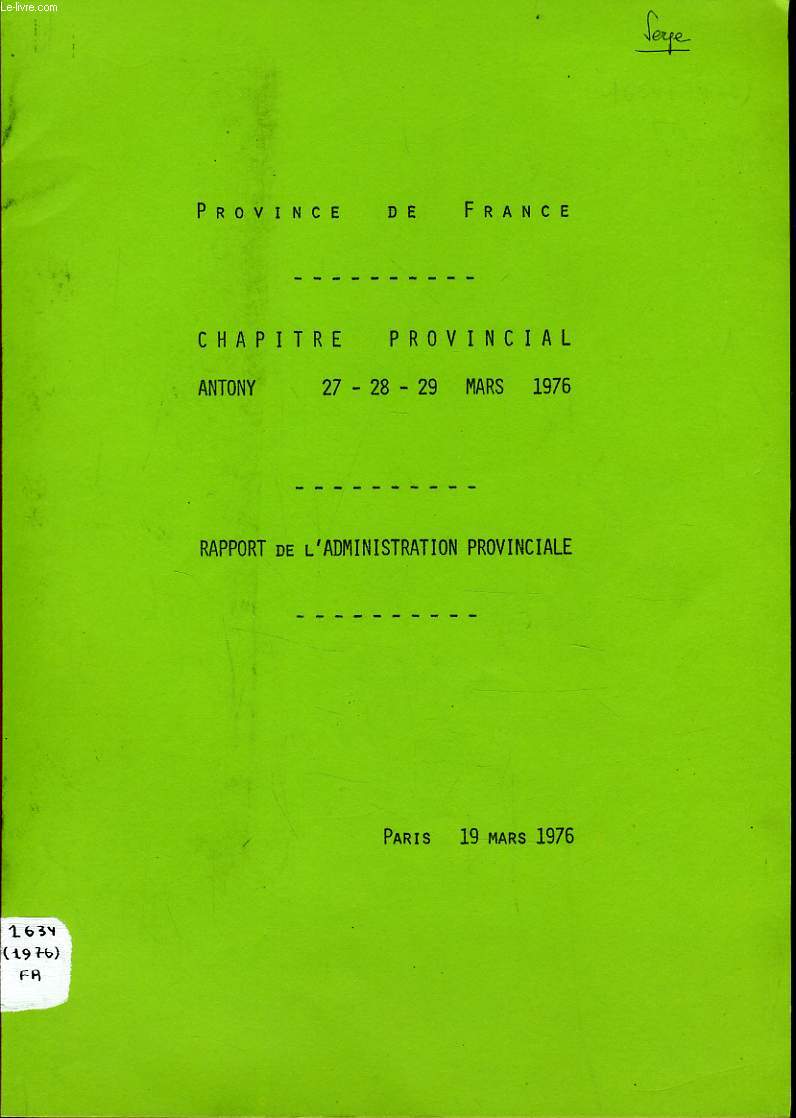 Le-livre.com
Serge
PROVINCE DE FRANCE
----------
CHAPITRE PROVINCIAL
ANTONY 27 - 28 - 29 MARS 1976
----------
RAPPORT DE L'ADMINISTRATION PROVINCIALE
----------
PARIS 19 MARS 1976
1634
(1976)
FR